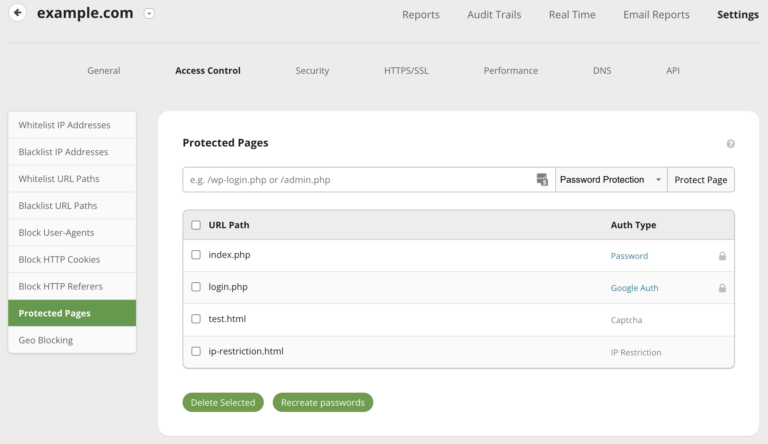 example.com
Reports Audit Trails Real Time Email Reports Settings
General Access Control Security HTTPS/SSL Performance DNS API
Whitelist IP Addresses
Blacklist IP Addresses
Whitelist URL Paths
Blacklist URL Paths
Block User-Agents
Block HTTP Cookies
Block HTTP Referers
Protected Pages
Geo Blocking
Protected Pages ?
e.g. /wp-login.php or /admin.php Password Protection Protect Page
URL Path Auth Type
index.php Password
login.php Google Auth
test.html Captcha
ip-restriction.html IP Restriction
Delete Selected Recreate passwords